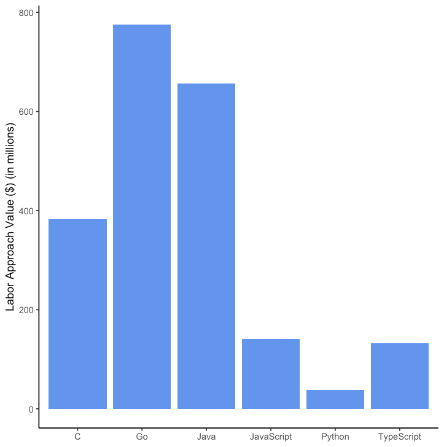 Labor Approach Value ($) (in millions)
800
600
400
200
0
C Go Java JavaScript Python TypeScript